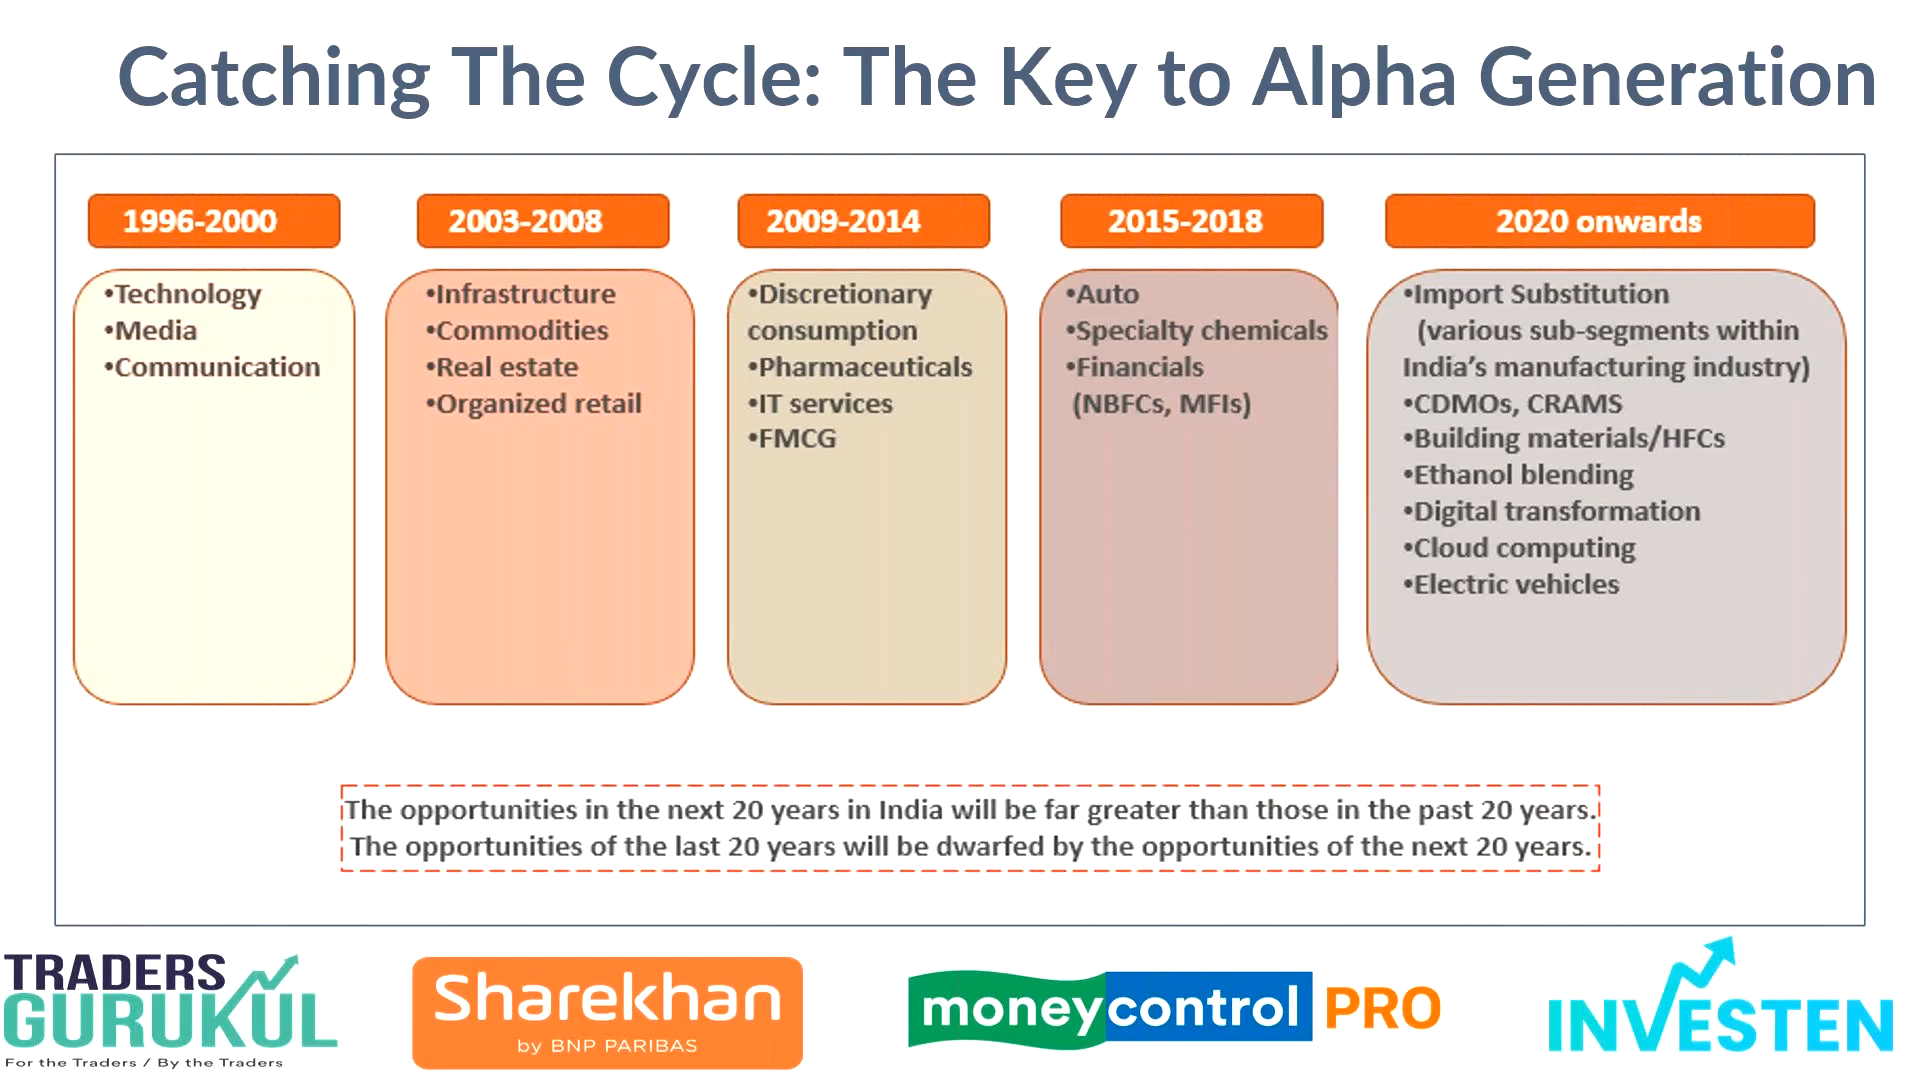 Catching The Cycle: The Key to Alpha Generation
1996-2000
•Technology
•Media
•Communication
2003-2008
•Infrastructure
•Commodities
•Real estate
•Organized retail
2009-2014
•Discretionary
consumption
•Pharmaceuticals
•IT services
•FMCG
2015-2018
•Auto
•Specialty chemicals
•Financials
(NBFCs, MFIs)
2020 onwards
•Import Substitution
(various sub-segments within
India's manufacturing industry)
•CDMOs, CRAMS
•Building materials/HFCs
•Ethanol blending
•Digital transformation
•Cloud computing
•Electric vehicles
The opportunities in the next 20 years in India will be far greater than those in the past 20 years.
The opportunities of the last 20 years will be dwarfed by the opportunities of the next 20 years.
TRADERS
GURUKUL
For the Traders / By the Traders
Sharekhan
by BNP PARIBAS
moneycontrol PRO
INVESTEN